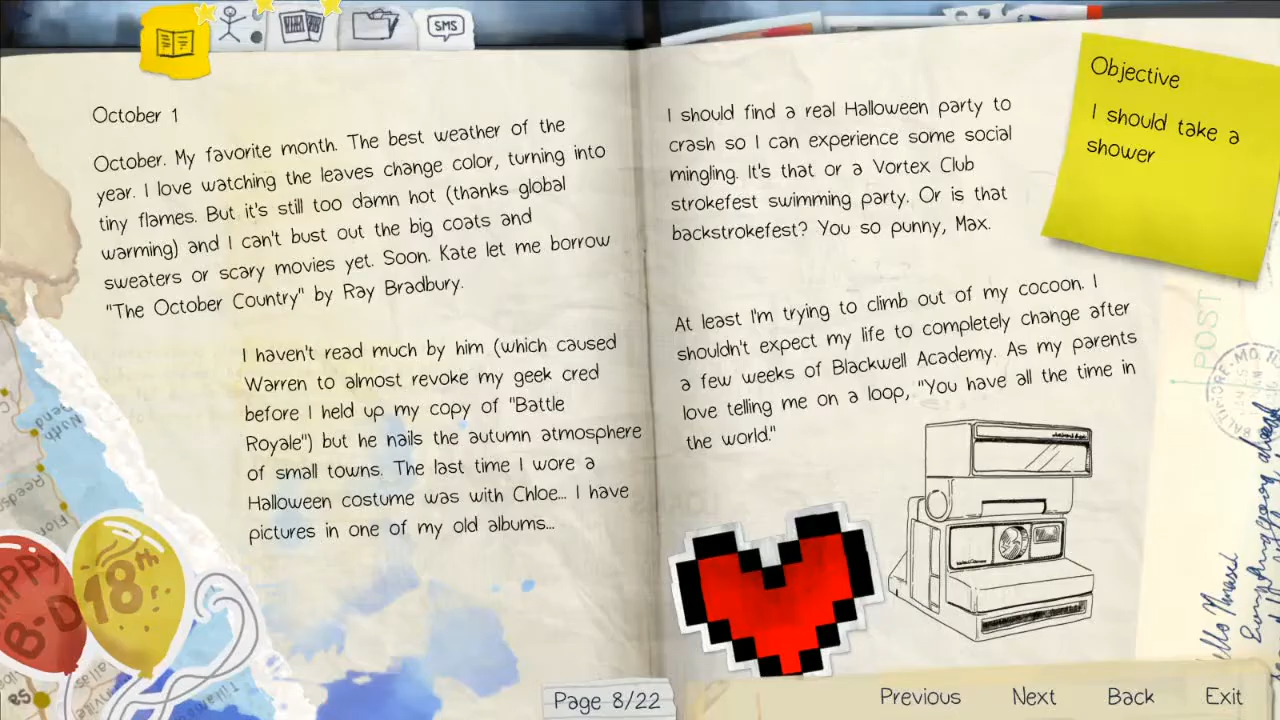 SMS
October 1
October. My favorite month. The best weather of the
year. I love watching the leaves change color, turning into
tiny flames. But it's still too damn hot (thanks global
warming) and I can't bust out the big coats and
sweaters or scary movies yet. Soon. Kate let me borrow
"The October Country" by Ray Bradbury.
I haven't read much by him (which caused
Warren to almost revoke my geek cred
before I held up my copy of "Battle
Royale") but he nails the autumn atmosphere
of small towns. The last time I wore a
Halloween costume was with Chloe... I have
pictures in one of my old albums...
I should find a real Halloween party to
crash so I can experience some social
mingling. It's that or a Vortex Club
strokefest swimming party. Or is that
backstrokefest? You so punny, Max.
At least I'm trying to climb out of my cocoon. I
shouldn't expect my life to completely change after
a few weeks of Blackwell Academy. As my parents
love telling me on a loop, "You have all the time in
the world."
Objective
I should take a
shower
POST
18th
Page 8/22
Previous
Next
Back
Exit